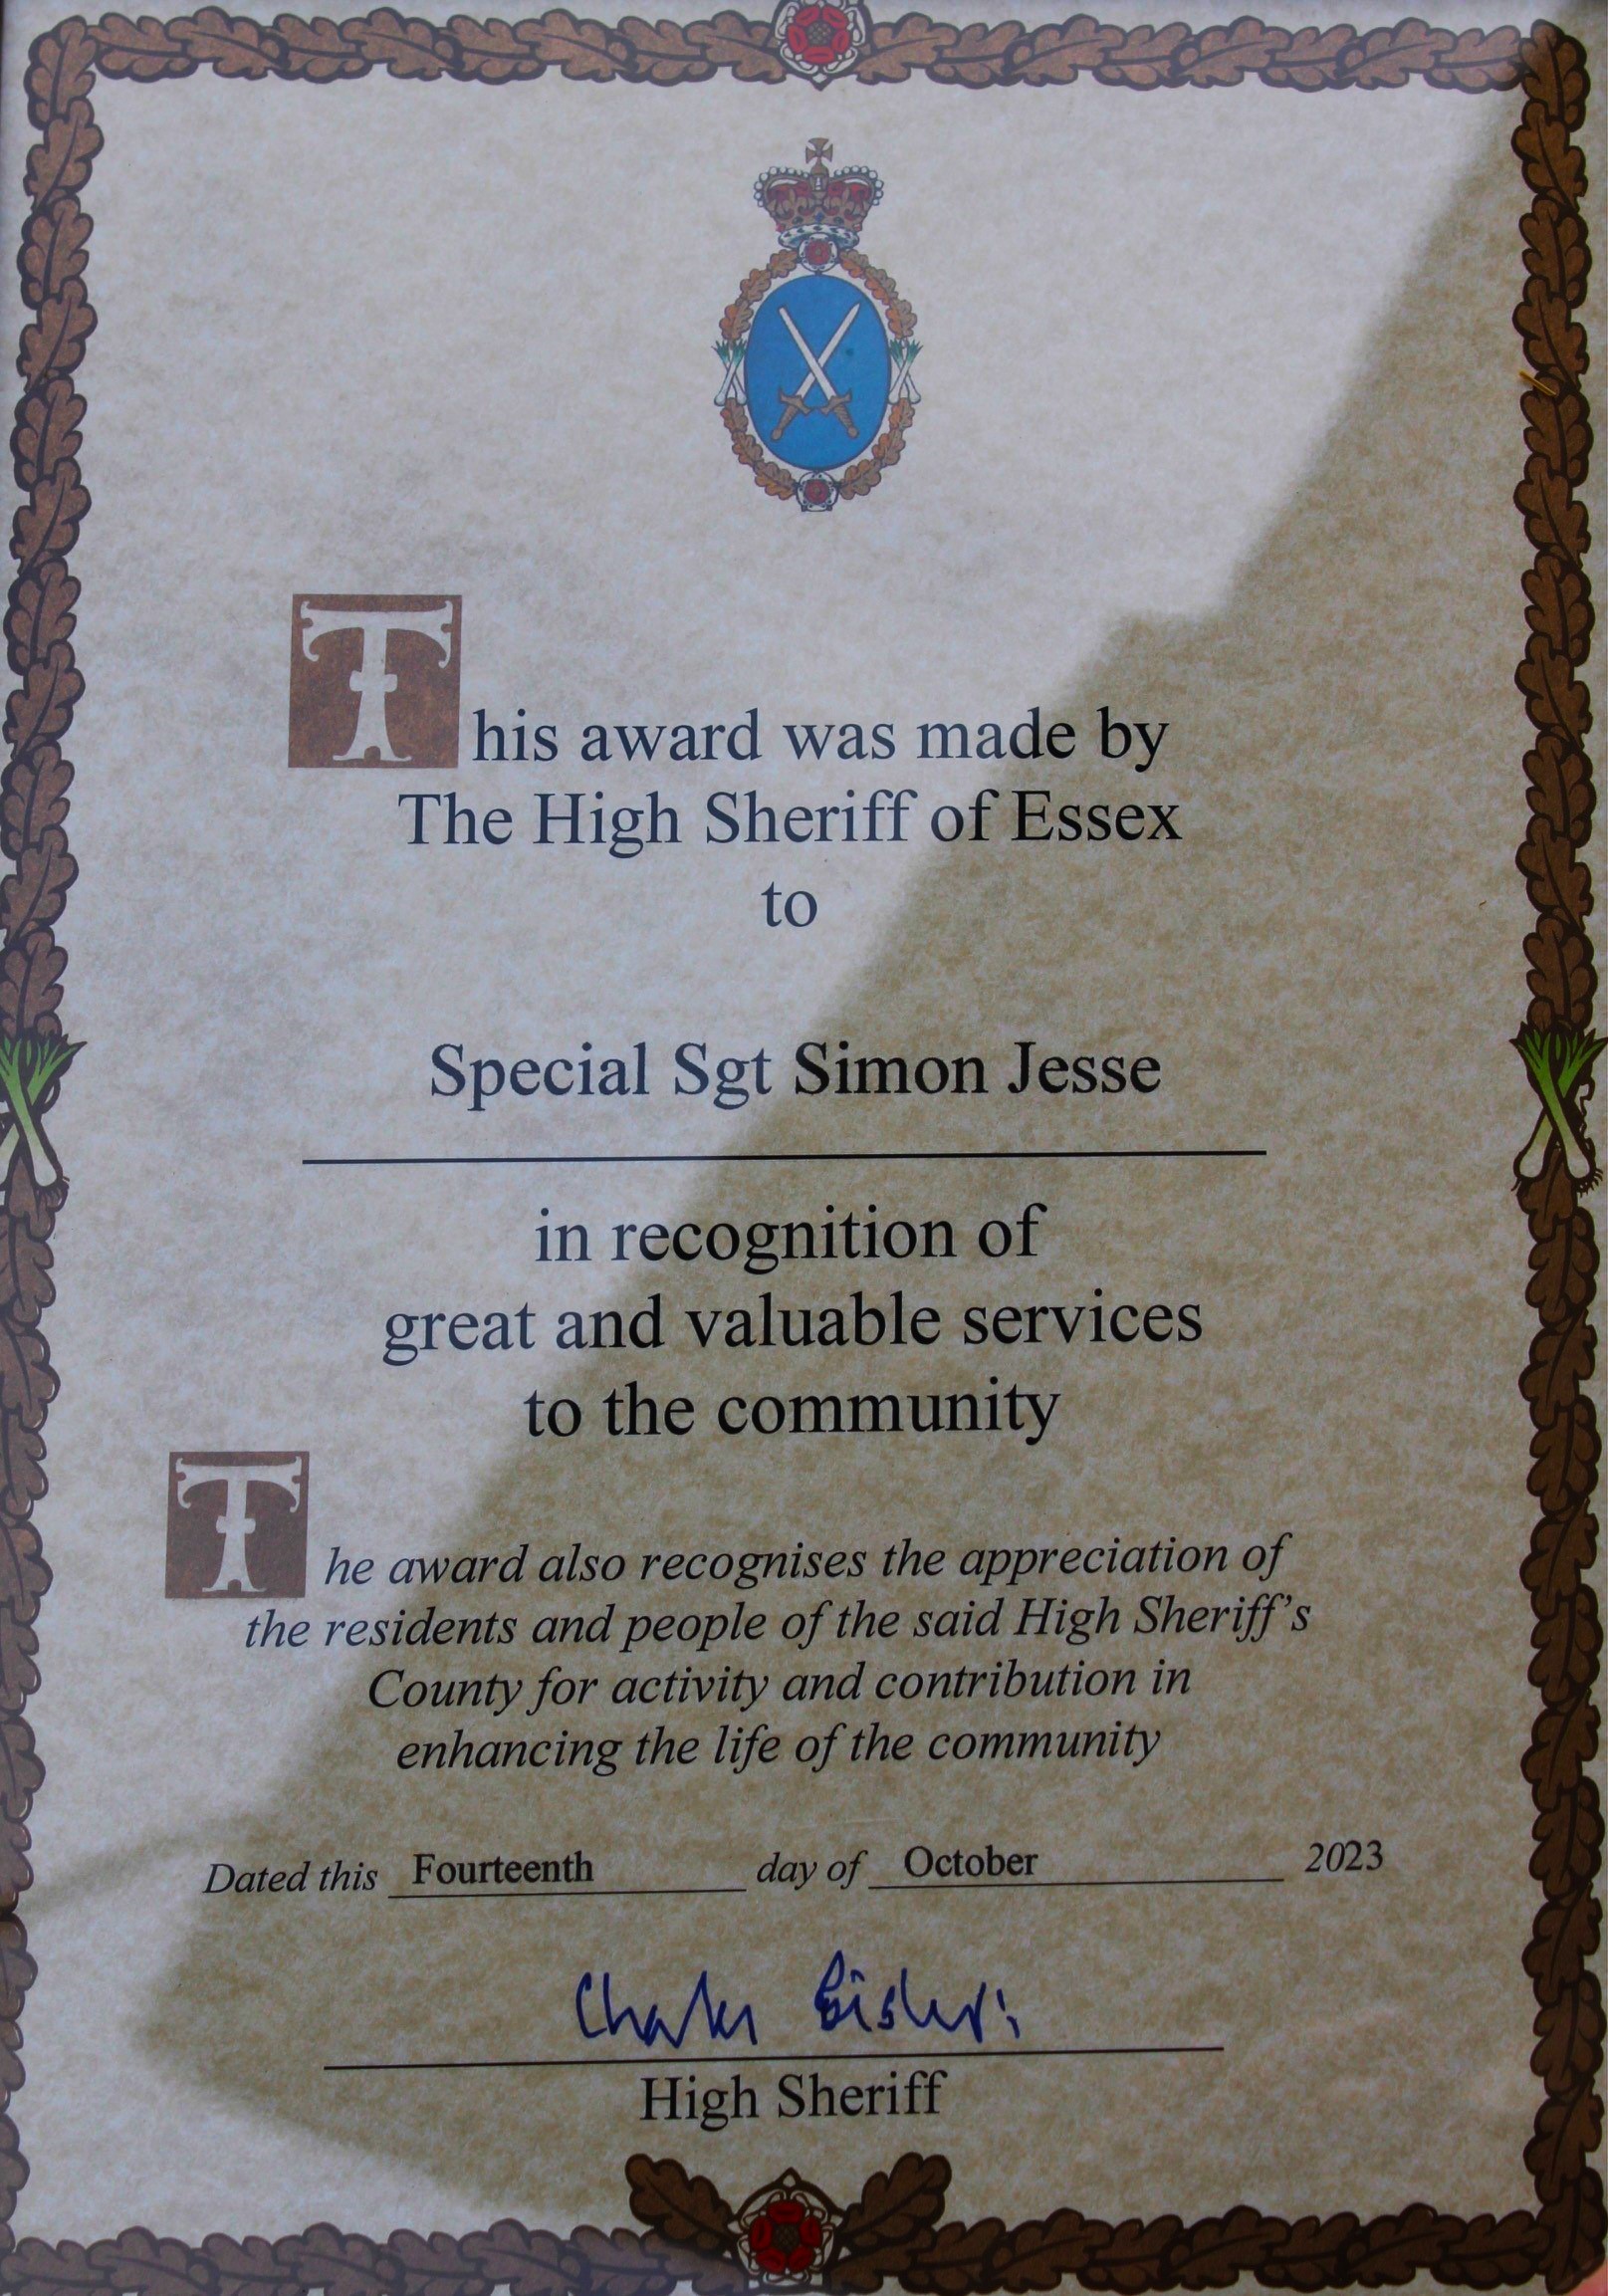 This award was made by
The High Sheriff of Essex
to
Special Sgt Simon Jesse
in recognition of
great and valuable services
to the community
The award also recognises the appreciation of
the residents and people of the said High Sheriff's
County for activity and contribution in
enhancing the life of the community
Dated this Fourteenth day of October 2023
High Sheriff